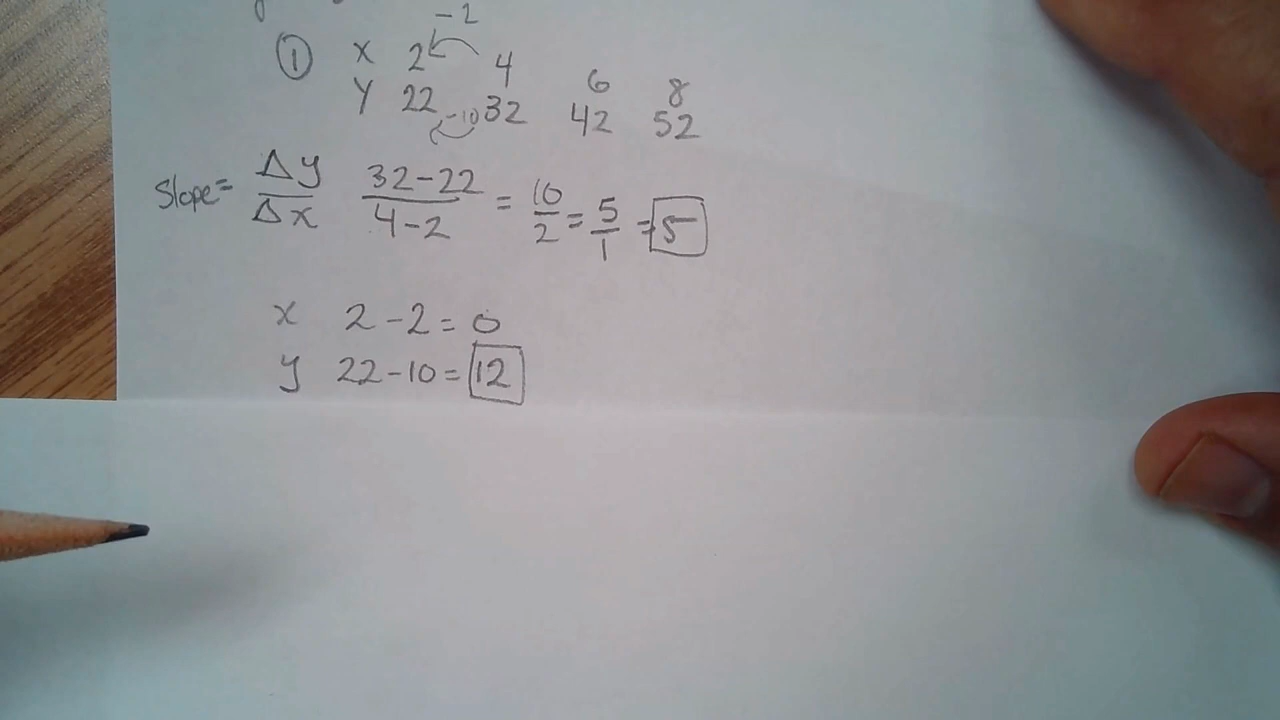 -2
① x 2 4 6 8
y 22 -10 32 42 52
Slope = Δy/Δx 32-22/4-2 = 10/2 = 5/1 = 5
x 2-2=0
y 22-10=12